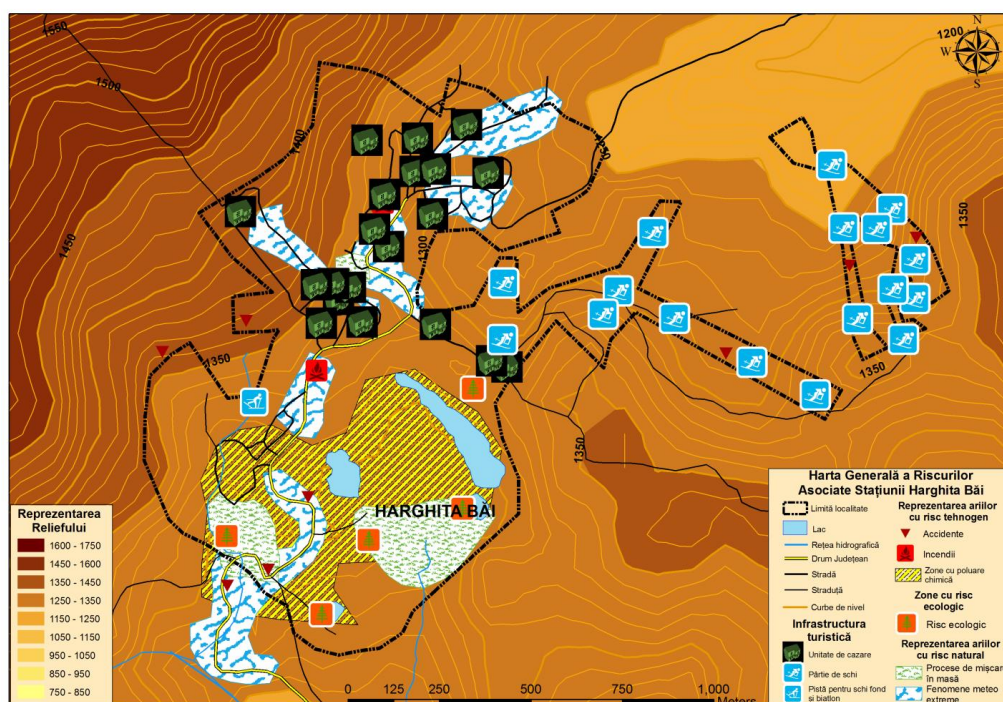 1550
1500
1400
1450
1350
1300
1250
1200
N
W
E
S
1350
1350
1350
HARGHITA BĂI
Reprezentarea
Reliefului
1600 - 1750
1450 - 1600
1350 - 1450
1250 - 1350
1150 - 1250
1050 - 1150
950 - 1050
850 - 950
750 - 850
0 125 250 500 750 1,000
Meters
Harta Generală a Riscurilor
Asociate Stațiunii Harghita Băi
Limită localitate
Lac
Rețea hidrografică
Drum Județean
Stradă
Straduță
Curbe de nivel
Infrastructura
turistică
Unitate de cazare
Pârtie de schi
Pistă pentru schi fond
și biatlon
Reprezentarea ariilor
cu risc tehnogen
Accidente
Incendii
Zone cu poluare
chimică
Zone cu risc
ecologic
Risc ecologic
Reprezentarea ariilor
cu risc natural
Procese de mișcare
în masă
Fenomene meteo
extreme